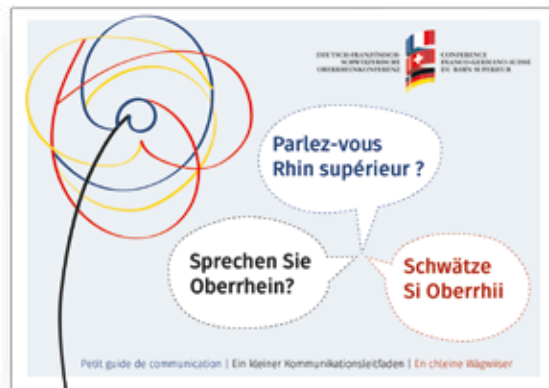 DEUTSCH-FRANZÖSISCH-
SCHWEIZERISCHE
OBERRHEINKONFERENZ
CONFERENCE
FRANCO-GERMANO-SUISSE
DU RHIN SUPERIEUR
Parlez-vous
Rhin supérieur ?
Sprechen Sie
Oberrhein?
Schwätze
Si Oberrhii
Petit guide de communication | Ein kleiner Kommunikationsleitfaden | En chleine Wägwiser